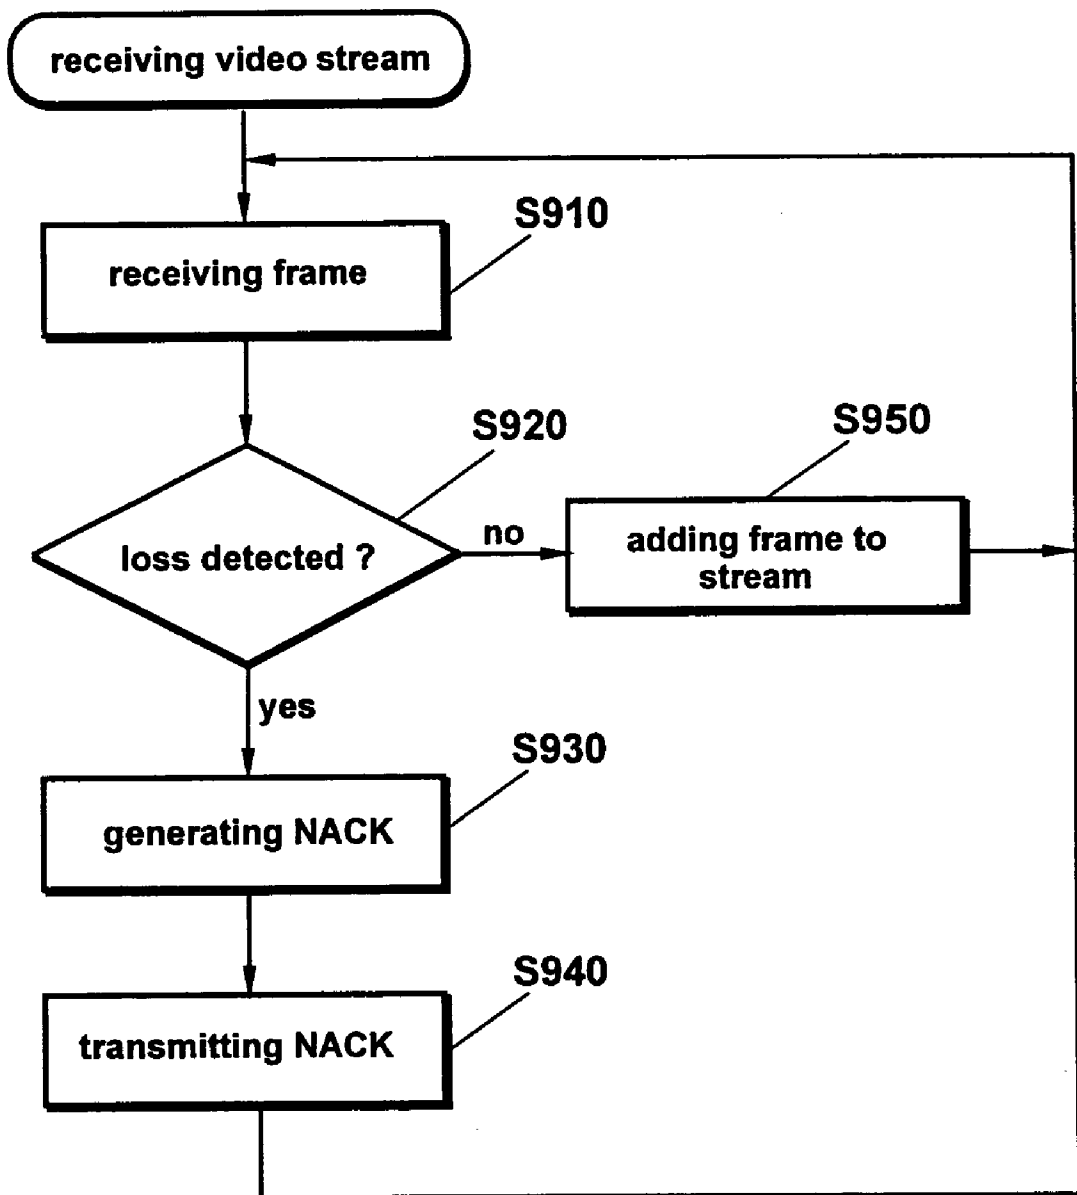 receiving video stream
S910
receiving frame
S920
loss detected ?
no
S950
adding frame to
stream
yes
S930
generating NACK
S940
transmitting NACK